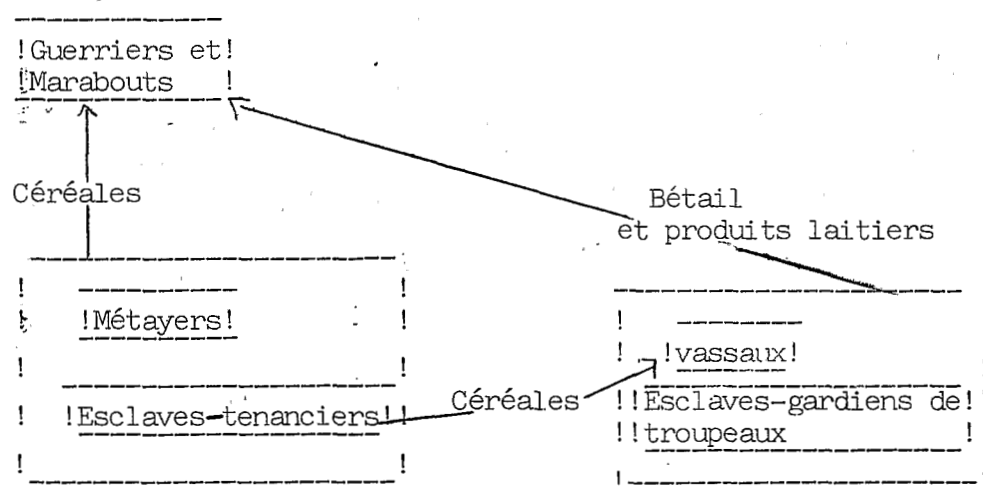 !Guerriers et!
!Marabouts !
Céréales
Bétail
et produits laitiers
!Métayers!
!vassaux!
Céréales
!Esclaves-tenanciers!!
!!Esclaves-gardiens de!
!!troupeaux !